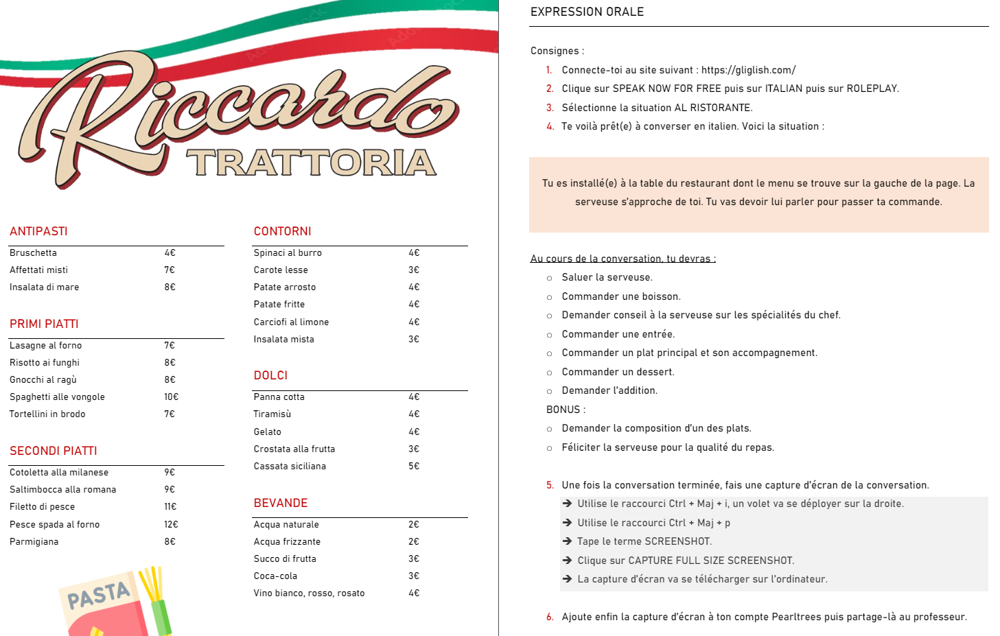 Riccardo
TRATTORIA
ANTIPASTI
Bruschetta 4€
Affettati misti 7€
Insalata di mare 8€
PRIMI PIATTI
Lasagne al forno 7€
Risotto ai funghi 8€
Gnocchi al ragù 8€
Spaghetti alle vongole 10€
Tortellini in brodo 7€
SECONDI PIATTI
Cotoletta alla milanese 9€
Saltimbocca alla romana 9€
Filetto di pesce 11€
Pesce spada al forno 12€
Parmigiana 8€
PASTA
CONTORNI
Spinaci al burro 4€
Carote lesse 3€
Patate arrosto 4€
Patate fritte 4€
Carciofi al limone 4€
Insalata mista 3€
DOLCI
Panna cotta 4€
Tiramisù 4€
Gelato 4€
Crostata alla frutta 3€
Cassata siciliana 5€
BEVANDE
Acqua naturale 2€
Acqua frizzante 2€
Succo di frutta 3€
Coca-cola 3€
Vino bianco, rosso, rosato 4€
EXPRESSION ORALE
Consignes :
1. Connecte-toi au site suivant : https://gliglish.com/
2. Clique sur SPEAK NOW FOR FREE puis sur ITALIAN puis sur ROLEPLAY.
3. Sélectionne la situation AL RISTORANTE.
4. Te voilà prêt(e) à converser en italien. Voici la situation :
Tu es installé(e) à la table du restaurant dont le menu se trouve sur la gauche de la page. La
serveuse s'approche de toi. Tu vas devoir lui parler pour passer ta commande.
Au cours de la conversation, tu devras :
○ Saluer la serveuse.
○ Commander une boisson.
○ Demander conseil à la serveuse sur les spécialités du chef.
○ Commander une entrée.
○ Commander un plat principal et son accompagnement.
○ Commander un dessert.
○ Demander l'addition.
BONUS :
○ Demander la composition d'un des plats.
○ Féliciter la serveuse pour la qualité du repas.
5. Une fois la conversation terminée, fais une capture d'écran de la conversation.
➔ Utilise le raccourci Ctrl + Maj + i, un volet va se déployer sur la droite.
➔ Utilise le raccourci Ctrl + Maj + p
➔ Tape le terme SCREENSHOT.
➔ Clique sur CAPTURE FULL SIZE SCREENSHOT.
➔ La capture d'écran va se télécharger sur l'ordinateur.
6. Ajoute enfin la capture d'écran à ton compte Pearltrees puis partage-là au professeur.